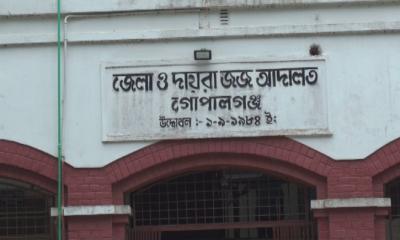 জেলা ও দায়রা জজ আদালত
গোপালগঞ্জ
উদ্বোধন :- ১-৯-১৯৮৪ ইং